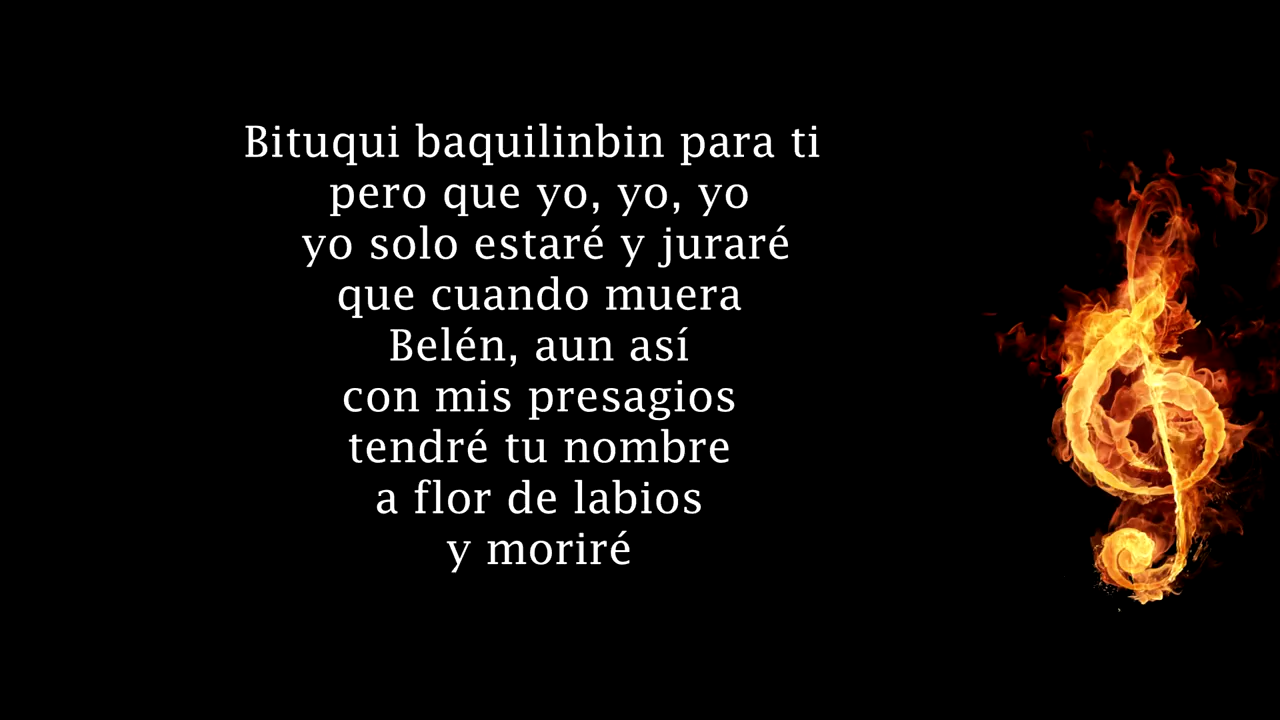 Bituqui baquilinbin para ti
pero que yo, yo, yo
yo solo estaré y juraré
que cuando muera
Belén, aun así
con mis presagios
tendré tu nombre
a flor de labios
y moriré